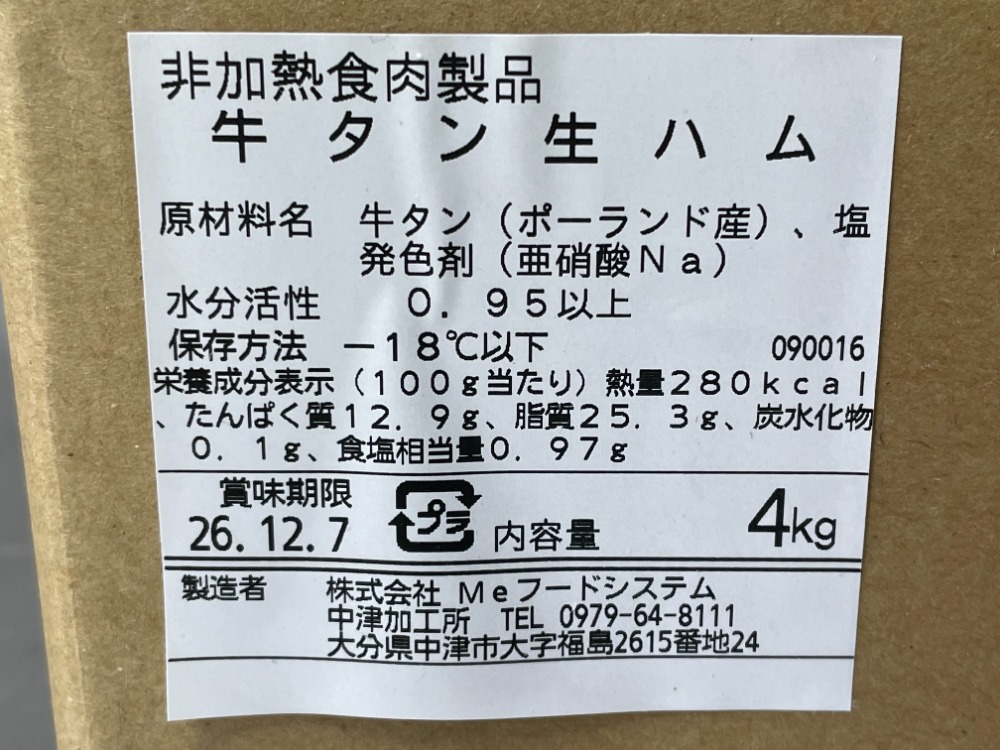 非加熱食肉製品
牛タン生ハム
原材料名 牛タン（ポーランド産）、塩
発色剤（亜硝酸Ｎａ）
水分活性 ０．９５以上
保存方法 －１８℃以下 090016
栄養成分表示（１００ｇ当たり）熱量２８０ｋｃａｌ
、たんぱく質１２．９ｇ、脂質２５．３ｇ、炭水化物
０．１ｇ、食塩相当量０．９７ｇ
賞味期限
26.12.7 プラ 内容量 4kg
製造者 株式会社 Ｍｅフードシステム
中津加工所 TEL 0979-64-8111
大分県中津市大字福島2615番地24